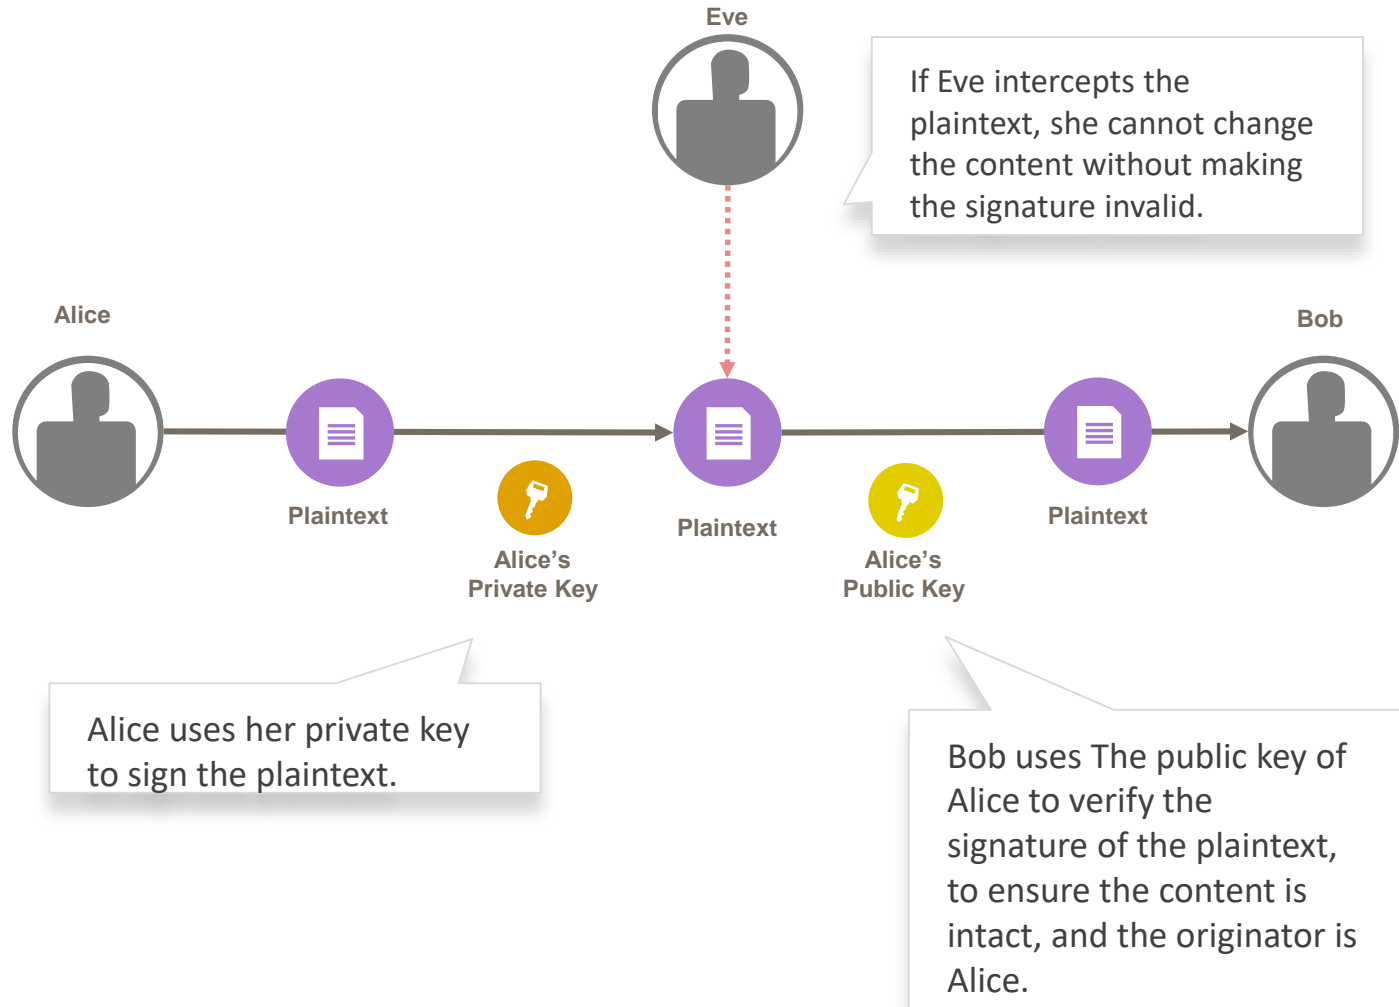 Eve
If Eve intercepts the
plaintext, she cannot change
the content without making
the signature invalid.
Alice
Bob
Plaintext
Plaintext
Plaintext
Alice’s
Private Key
Alice’s
Public Key
Alice uses her private key
to sign the plaintext.
Bob uses The public key of
Alice to verify the
signature of the plaintext,
to ensure the content is
intact, and the originator is
Alice.